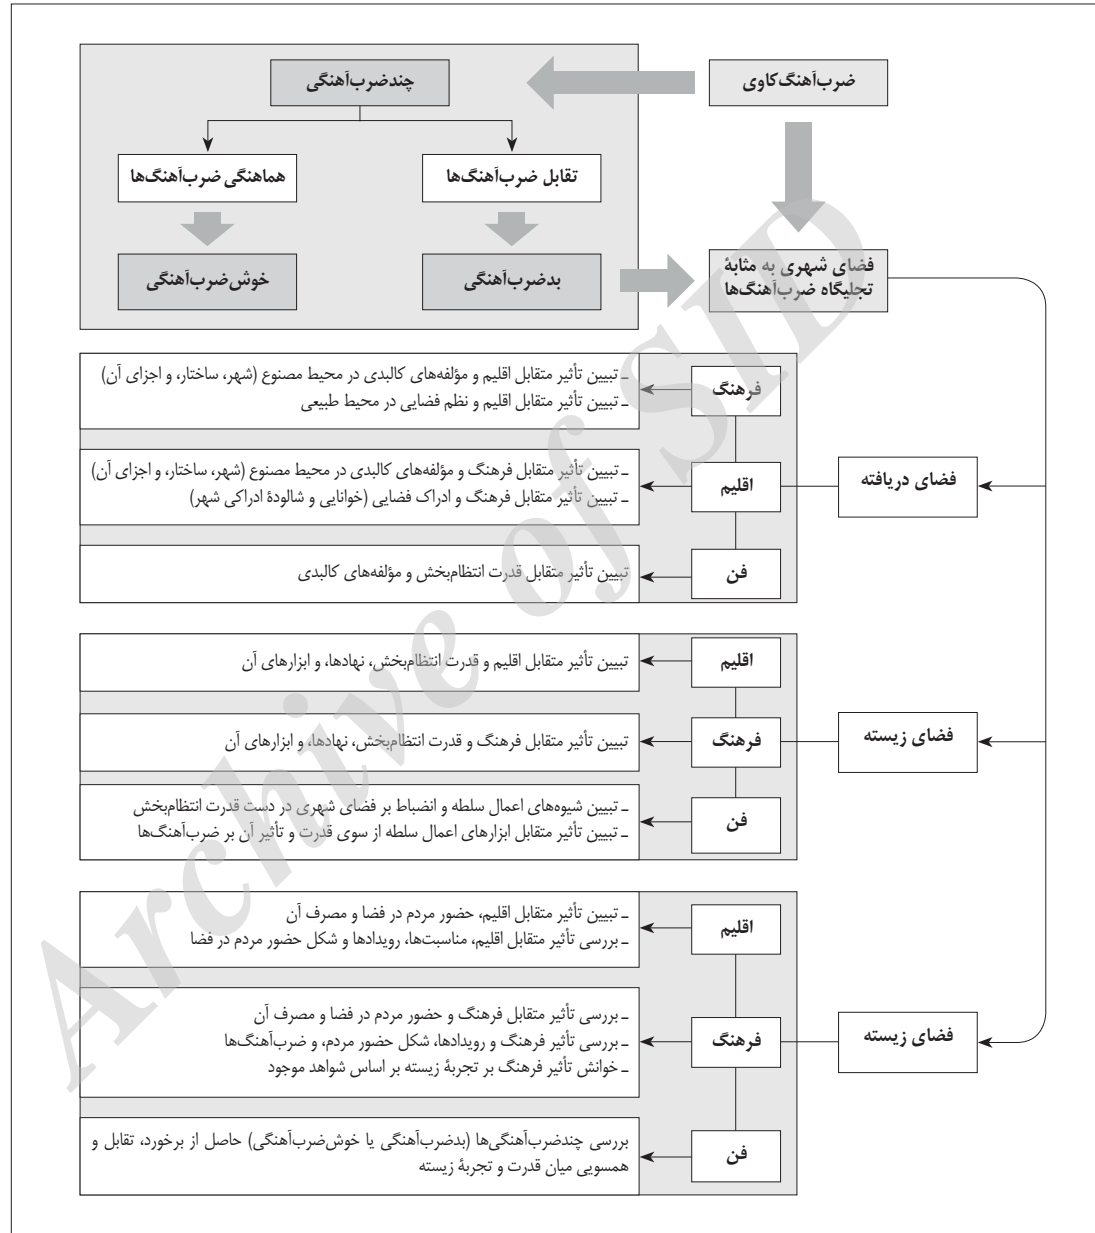 ضرب‌آهنگ‌کاوی
چندضرب‌آهنگی
تقابل ضرب‌آهنگ‌ها
هماهنگی ضرب‌آهنگ‌ها
فضای شهری به مثابۀ
تجلیگاه ضرب‌آهنگ‌ها
بدضرب‌آهنگی
خوش‌ضرب‌آهنگی
فضای دریافته
فرهنگ
ـ تبیین تأثیر متقابل اقلیم و مؤلفه‌های کالبدی در محیط مصنوع (شهر، ساختار، و اجزای آن)
ـ تبیین تأثیر متقابل اقلیم و نظم فضایی در محیط طبیعی
اقلیم
ـ تبیین تأثیر متقابل فرهنگ و مؤلفه‌های کالبدی در محیط مصنوع (شهر، ساختار، و اجزای آن)
ـ تبیین تأثیر متقابل فرهنگ و ادراک فضایی (خوانایی و شالودۀ ادراکی شهر)
فن
تبیین تأثیر متقابل قدرت انتظام‌بخش و مؤلفه‌های کالبدی
فضای زیسته
اقلیم
تبیین تأثیر متقابل اقلیم و قدرت انتظام‌بخش، نهادها، و ابزارهای آن
فرهنگ
تبیین تأثیر متقابل فرهنگ و قدرت انتظام‌بخش، نهادها، و ابزارهای آن
فن
ـ تبیین شیوه‌های اعمال سلطه و انضباط بر فضای شهری در دست قدرت انتظام‌بخش
ـ تبیین تأثیر متقابل ابزارهای اعمال سلطه از سوی قدرت و تأثیر آن بر ضرب‌آهنگ‌ها
فضای زیسته
اقلیم
ـ تبیین تأثیر متقابل اقلیم، حضور مردم در فضا و مصرف آن
ـ بررسی تأثیر متقابل اقلیم، مناسبت‌ها، رویدادها و شکل حضور مردم در فضا
فرهنگ
ـ بررسی تأثیر متقابل فرهنگ و حضور مردم در فضا و مصرف آن
ـ بررسی تأثیر فرهنگ و رویدادها، شکل حضور مردم، و ضرب‌آهنگ‌ها
ـ خوانش تأثیر فرهنگ بر تجربۀ زیسته بر اساس شواهد موجود
فن
بررسی چندضرب‌آهنگی‌ها (بدضرب‌آهنگی یا خوش‌ضرب‌آهنگی) حاصل از برخورد، تقابل و
همسویی میان قدرت و تجربۀ زیسته
Archive of SID